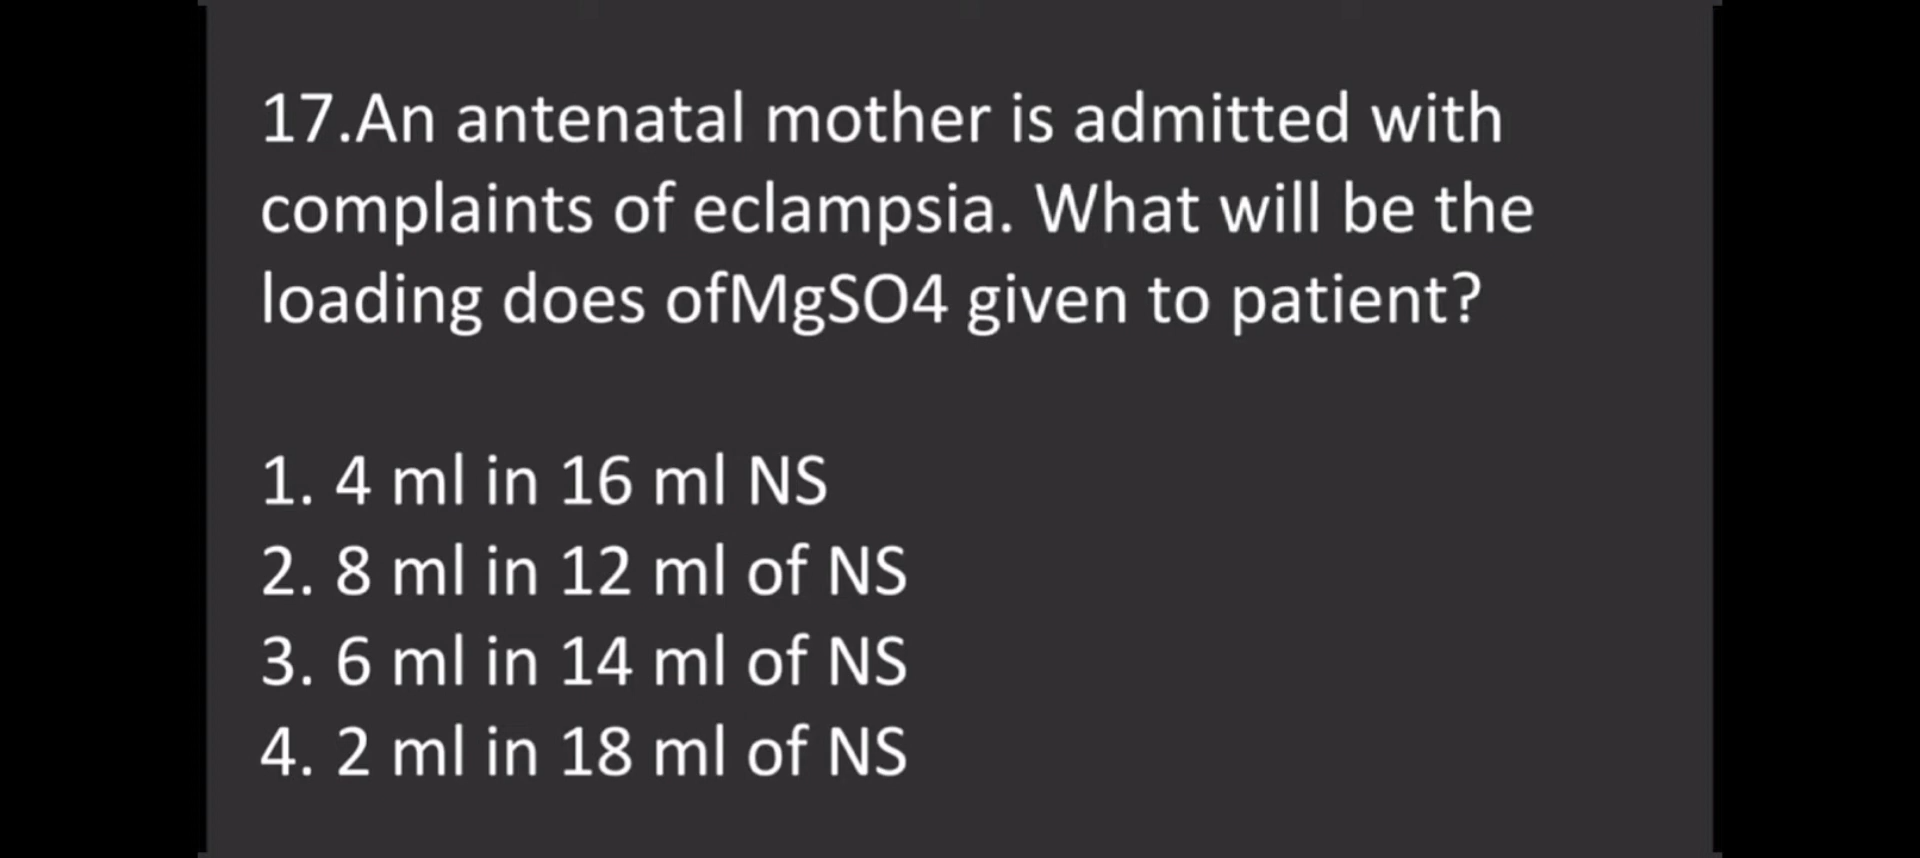 17.An antenatal mother is admitted with
complaints of eclampsia. What will be the
loading does ofMgSO4 given to patient?
1. 4 ml in 16 ml NS
2. 8 ml in 12 ml of NS
3. 6 ml in 14 ml of NS
4. 2 ml in 18 ml of NS